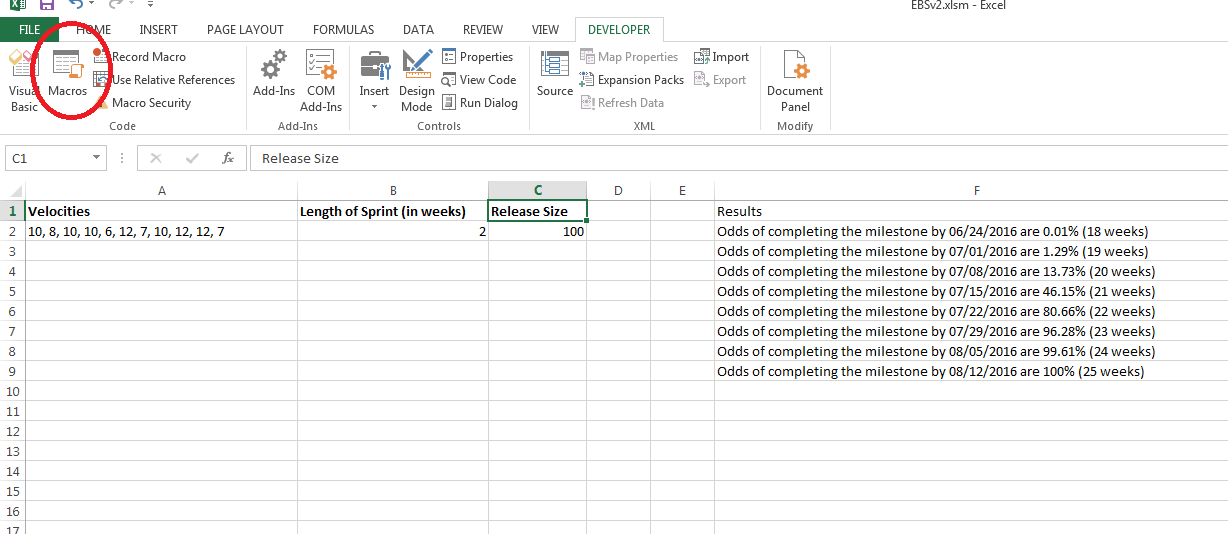 EBSv2.xlsm - Excel
FILE HOME INSERT PAGE LAYOUT FORMULAS DATA REVIEW VIEW DEVELOPER
Visual Basic
Macros
Record Macro
Use Relative References
Macro Security
Code
Add-Ins
COM Add-Ins
Add-Ins
Insert
Design Mode
Properties
View Code
Run Dialog
Controls
Source
Map Properties
Expansion Packs
Refresh Data
Import
Export
XML
Document Panel
Modify
C1 fx Release Size
A B C D E F
1 Velocities Length of Sprint (in weeks) Release Size Results
2 10, 8, 10, 10, 6, 12, 7, 10, 12, 12, 7 2 100 Odds of completing the milestone by 06/24/2016 are 0.01% (18 weeks)
3 Odds of completing the milestone by 07/01/2016 are 1.29% (19 weeks)
4 Odds of completing the milestone by 07/08/2016 are 13.73% (20 weeks)
5 Odds of completing the milestone by 07/15/2016 are 46.15% (21 weeks)
6 Odds of completing the milestone by 07/22/2016 are 80.66% (22 weeks)
7 Odds of completing the milestone by 07/29/2016 are 96.28% (23 weeks)
8 Odds of completing the milestone by 08/05/2016 are 99.61% (24 weeks)
9 Odds of completing the milestone by 08/12/2016 are 100% (25 weeks)
10
11
12
13
14
15
16
17